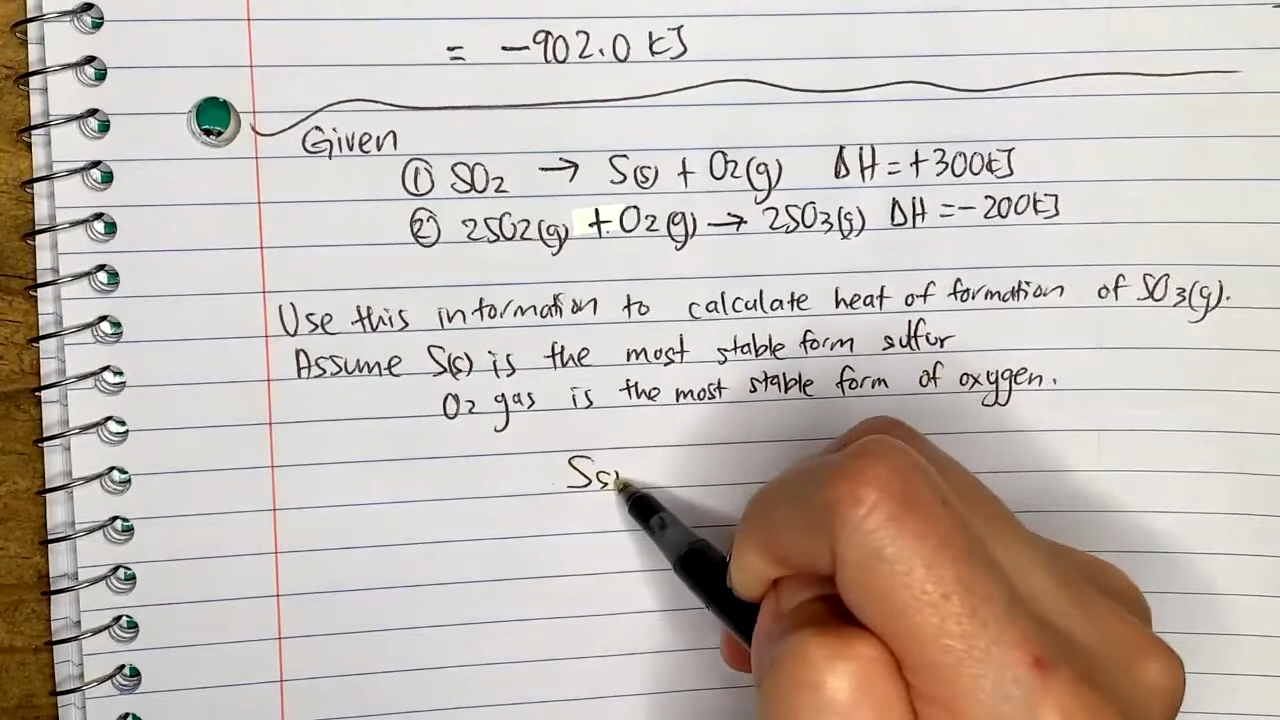 = -902.0 kJ
Given
① SO2 → S(s) + O2(g) ΔH = +300kJ
② 2SO2(g) + O2(g) → 2SO3(g) ΔH = -200kJ
Use this information to calculate heat of formation of SO3(g).
Assume S(s) is the most stable form sulfur
O2 gas is the most stable form of oxygen.
S(s)